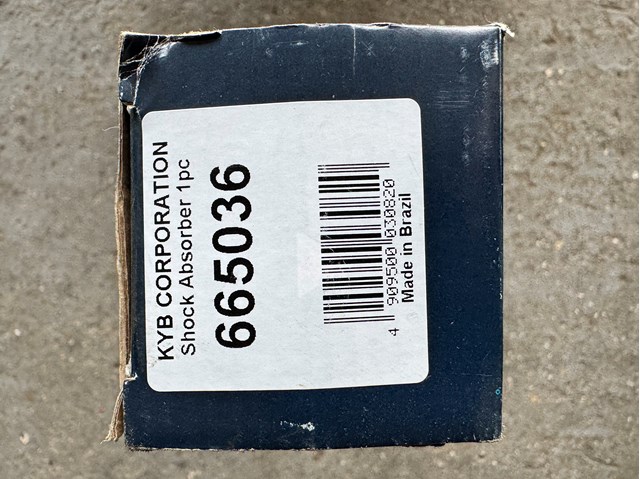 KYB CORPORATION
Shock Absorber 1pc
665036
4 909500 030820
Made in Brazil